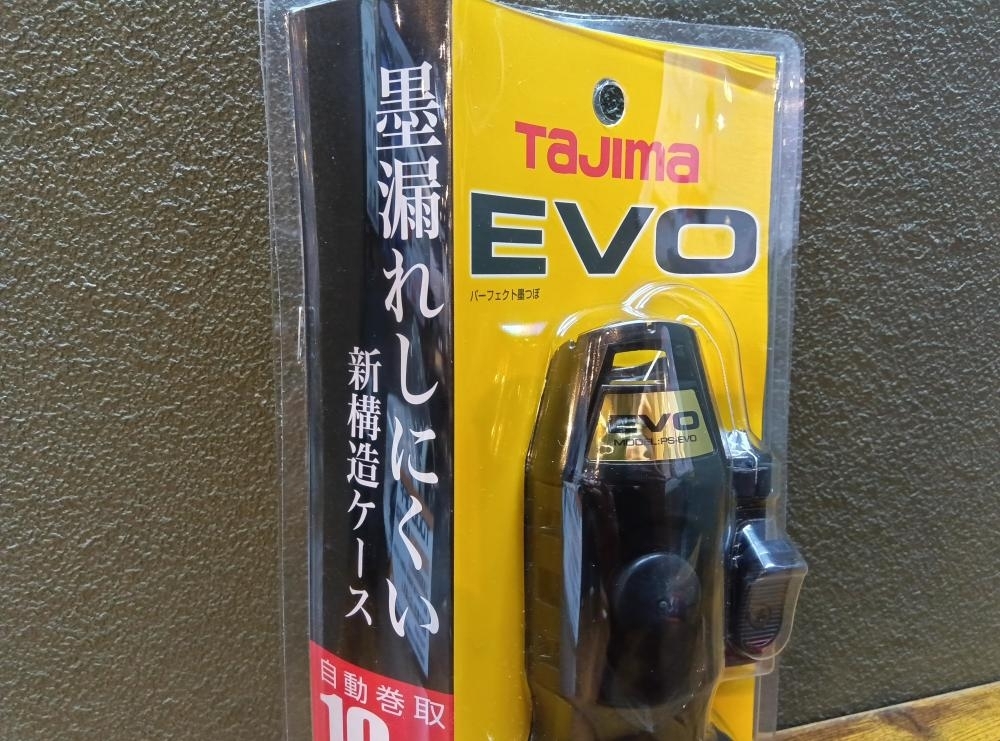 墨漏れしにくい
新構造ケース
自動巻取
TaJIma
EVO
パーフェクト墨つぼ
EVO
MODEL:PS-EVO